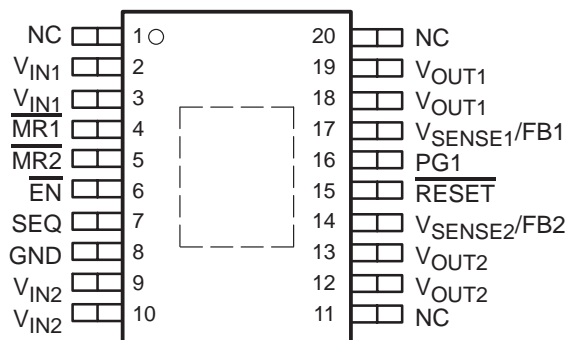 NC 1 20 NC
VIN1 2 19 VOUT1
VIN1 3 18 VOUT1
MR1 4 17 VSENSE1/FB1
MR2 5 16 PG1
EN 6 15 RESET
SEQ 7 14 VSENSE2/FB2
GND 8 13 VOUT2
VIN2 9 12 VOUT2
VIN2 10 11 NC